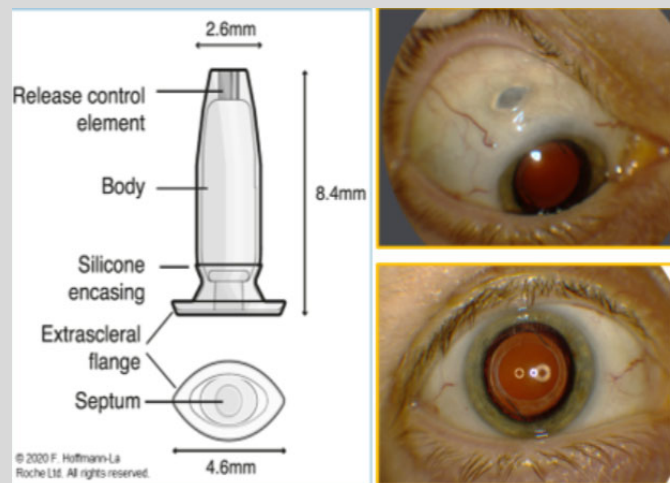 2.6mm
Release control
element
Body
8.4mm
Silicone
encasing
Extrascleral
flange
Septum
4.6mm
© 2020 F. Hoffmann-La
Roche Ltd. All rights reserved.